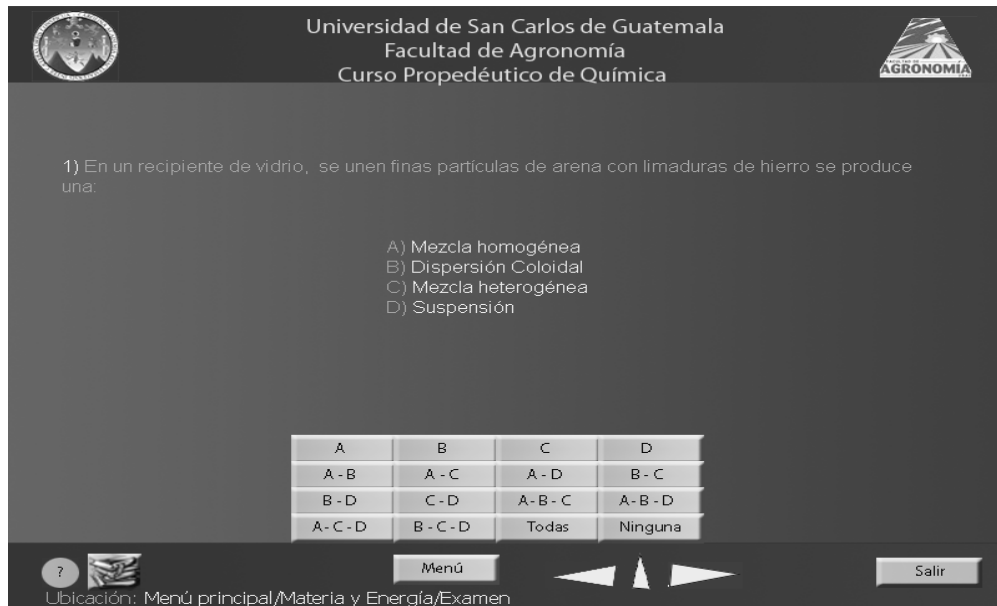 Universidad de San Carlos de Guatemala
Facultad de Agronomía
Curso Propedéutico de Química
AGRONOMÍA
1) En un recipiente de vidrio, se unen finas partículas de arena con limaduras de hierro se produce
una:
A) Mezcla homogénea
B) Dispersión Coloidal
C) Mezcla heterogénea
D) Suspensión
A B C D
A - B A - C A - D B - C
B - D C - D A - B - C A - B - D
A - C - D B - C - D Todas Ninguna
? Menú Salir
Ubicación: Menú principal/Materia y Energía/Examen